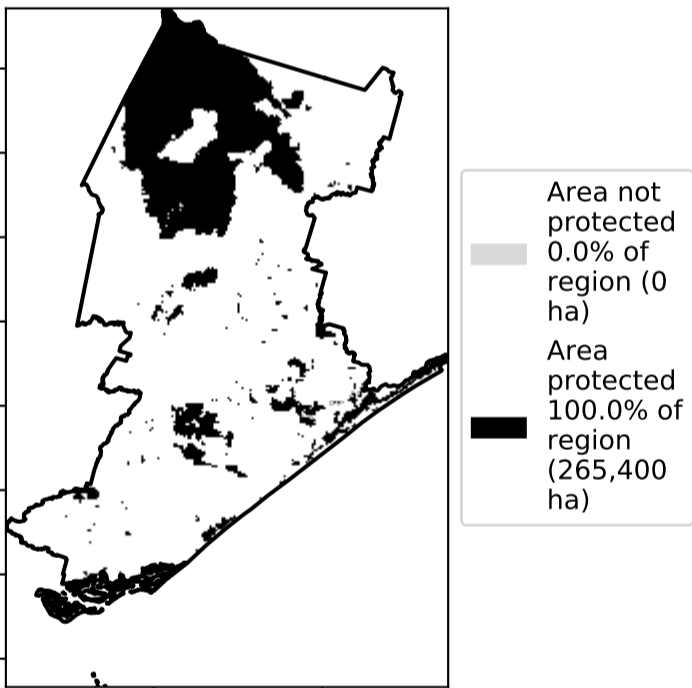 Area not
protected
0.0% of
region (0
ha)
Area
protected
100.0% of
region
(265,400
ha)